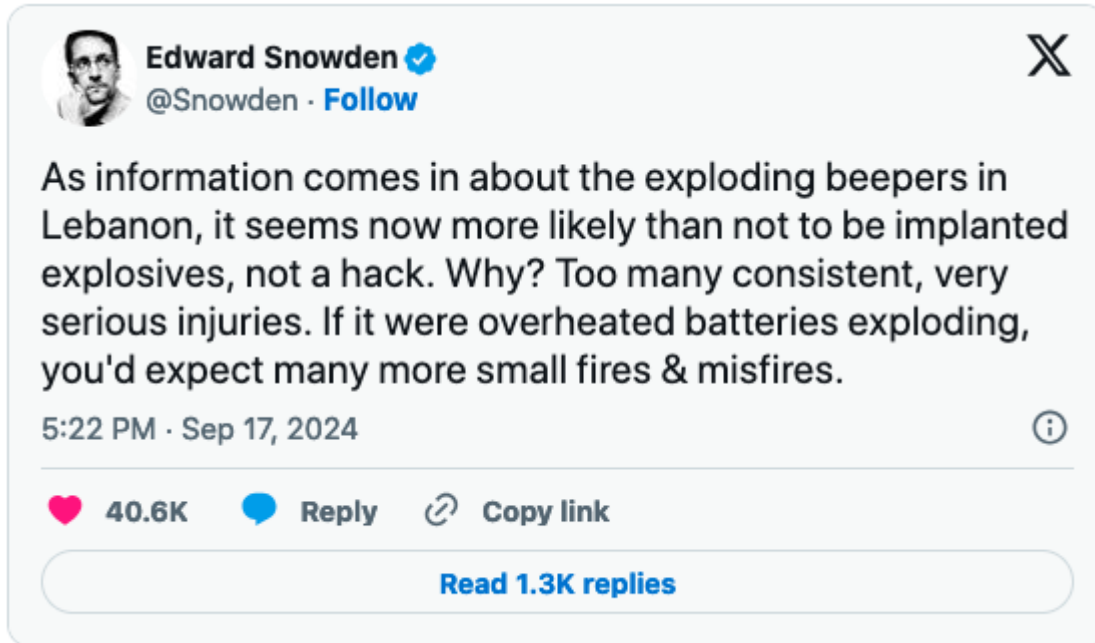 Edward Snowden
@Snowden · Follow
As information comes in about the exploding beepers in
Lebanon, it seems now more likely than not to be implanted
explosives, not a hack. Why? Too many consistent, very
serious injuries. If it were overheated batteries exploding,
you'd expect many more small fires & misfires.
5:22 PM · Sep 17, 2024
40.6K Reply Copy link
Read 1.3K replies